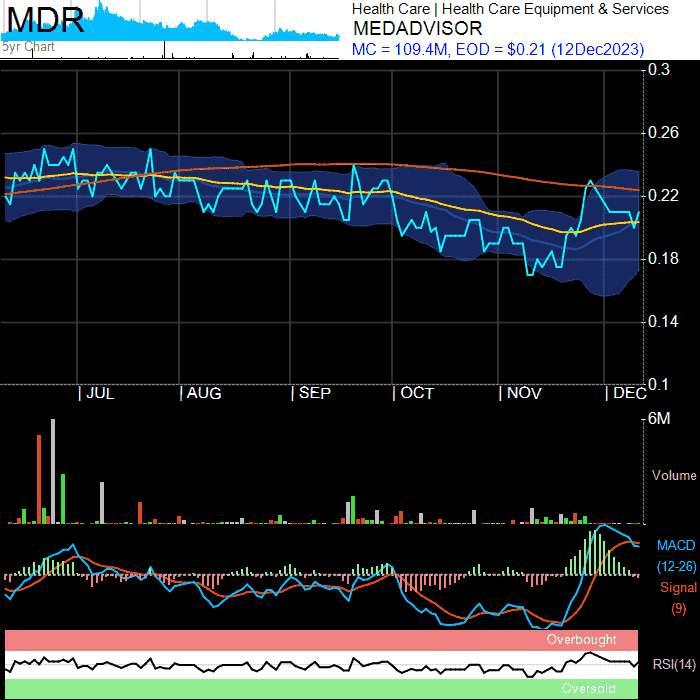 MDR
5yr Chart
Health Care | Health Care Equipment & Services
MEDADVISOR
MC = 109.4M, EOD = $0.21 (12Dec2023)
0.3
0.26
0.22
0.18
0.14
0.1
| JUL | AUG | SEP | OCT | NOV | DEC
6M
Volume
MACD
(12-26)
Signal
(9)
Overbought
RSI(14)
Oversold